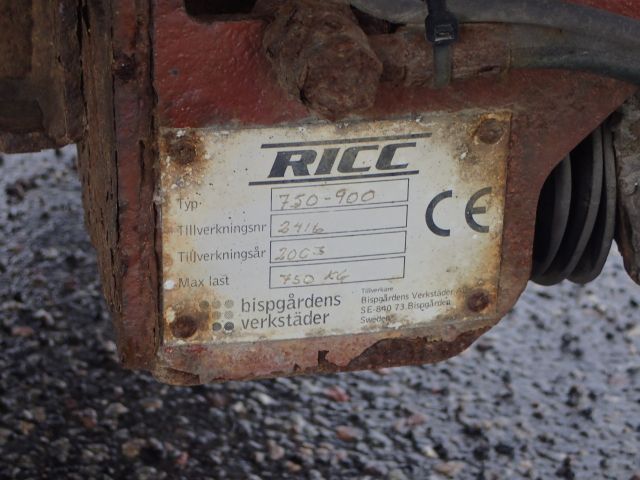 RICC
Typ 750-900
Tillverkningsnr 2416
Tillverkningsår 2003
Max last 750 KG
CE
bispgårdens
verkstäder
Tillverkare
Bispgårdens Verkstäder
SE-840 73 Bispgården
Sweden